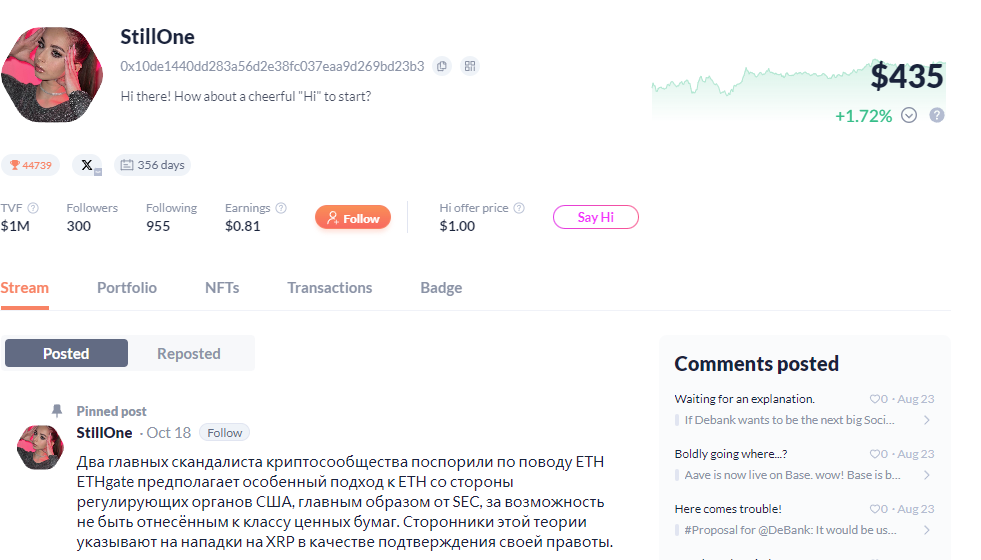 StillOne
0x10de1440dd283a56d2e38fc037eaa9d269bd23b3
Hi there! How about a cheerful "Hi" to start?
$435
+1.72%
44739
X
356 days
TVF
Followers
Following
Earnings
Follow
Hi offer price
Say Hi
$1M
300
955
$0.81
$1.00
Stream
Portfolio
NFTs
Transactions
Badge
Posted
Reposted
Pinned post
StillOne · Oct 18 Follow
Два главных скандалиста криптосообщества поспорили по поводу ETH
ETHgate предполагает особенный подход к ETH со стороны
регулирующих органов США, главным образом от SEC, за возможность
не быть отнесённым к классу ценных бумаг. Сторонники этой теории
указывают на нападки на XRP в качестве подтверждения своей правоты.
Comments posted
Waiting for an explanation. 0 · Aug 23
If Debank wants to be the next big Soci...
Boldly going where...? 0 · Aug 23
Aave is now live on Base. wow! Base is b...
Here comes trouble! 0 · Aug 23
#Proposal for @DeBank: It would be us...